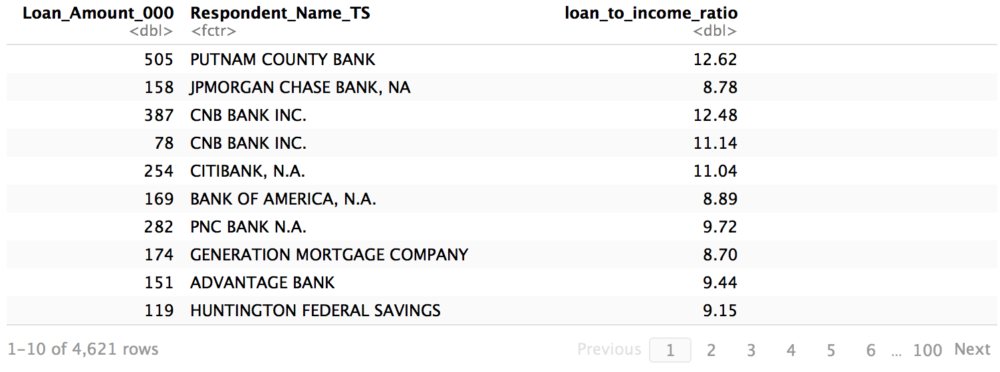 Loan_Amount_000 Respondent_Name_TS loan_to_income_ratio
<dbl> <fctr> <dbl>
505 PUTNAM COUNTY BANK 12.62
158 JPMORGAN CHASE BANK, NA 8.78
387 CNB BANK INC. 12.48
78 CNB BANK INC. 11.14
254 CITIBANK, N.A. 11.04
169 BANK OF AMERICA, N.A. 8.89
282 PNC BANK N.A. 9.72
174 GENERATION MORTGAGE COMPANY 8.70
151 ADVANTAGE BANK 9.44
119 HUNTINGTON FEDERAL SAVINGS 9.15
1-10 of 4,621 rows Previous 1 2 3 4 5 6 ... 100 Next